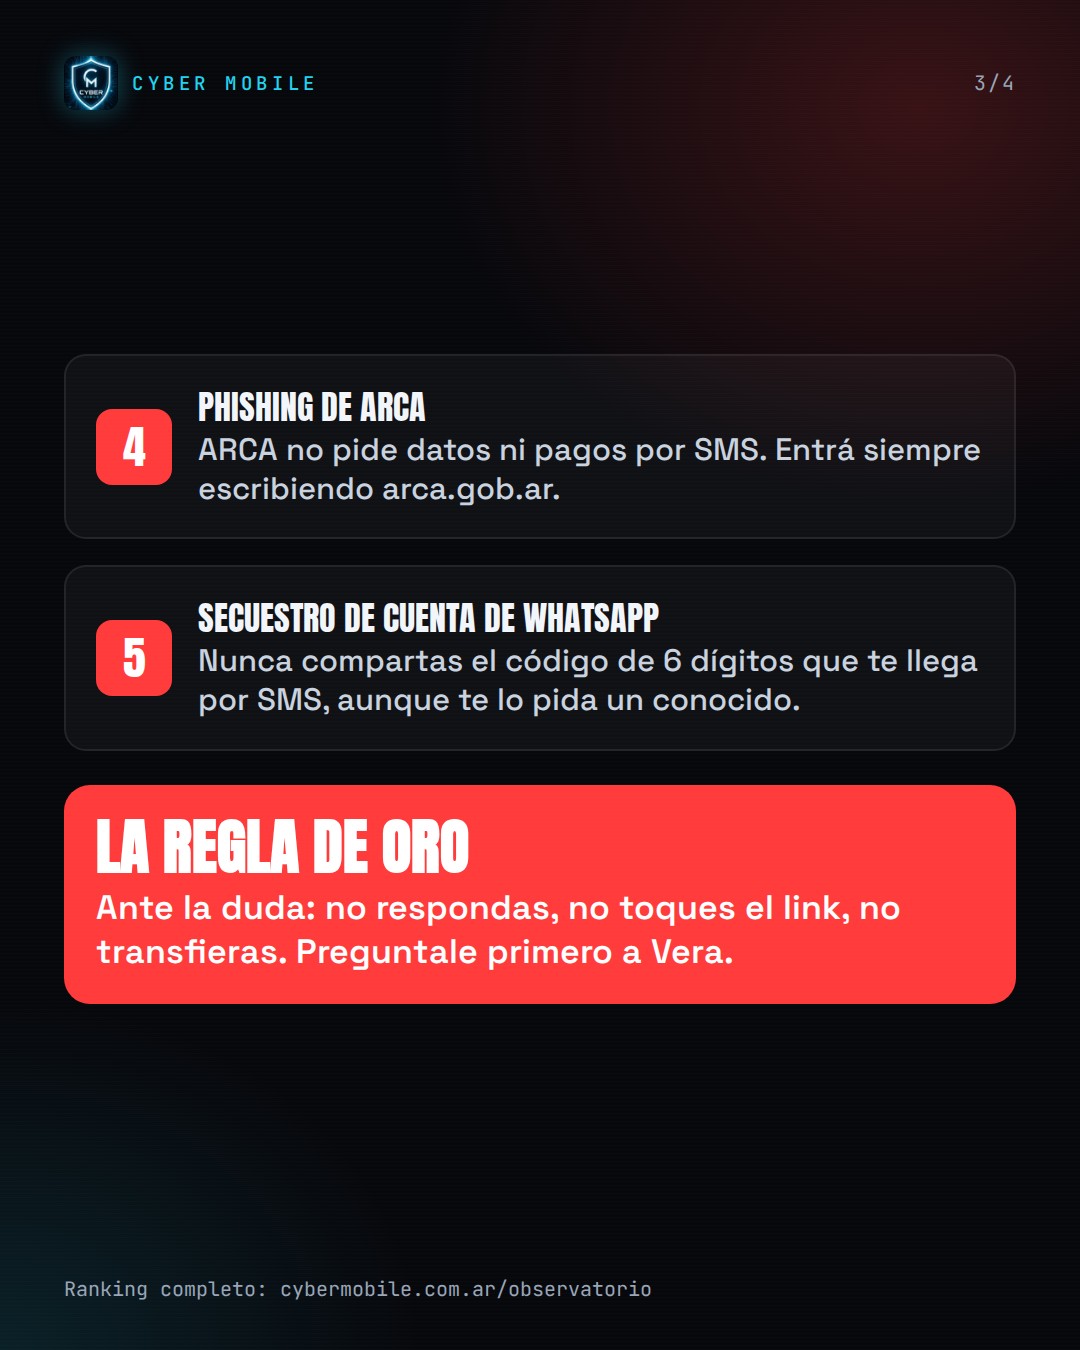 CM
CYBER
CYBER MOBILE
3/4
4
PHISHING DE ARCA
ARCA no pide datos ni pagos por SMS. Entrá siempre
escribiendo arca.gob.ar.
5
SECUESTRO DE CUENTA DE WHATSAPP
Nunca compartas el código de 6 dígitos que te llega
por SMS, aunque te lo pida un conocido.
LA REGLA DE ORO
Ante la duda: no respondas, no toques el link, no
transfieras. Preguntale primero a Vera.
Ranking completo: cybermobile.com.ar/observatorio